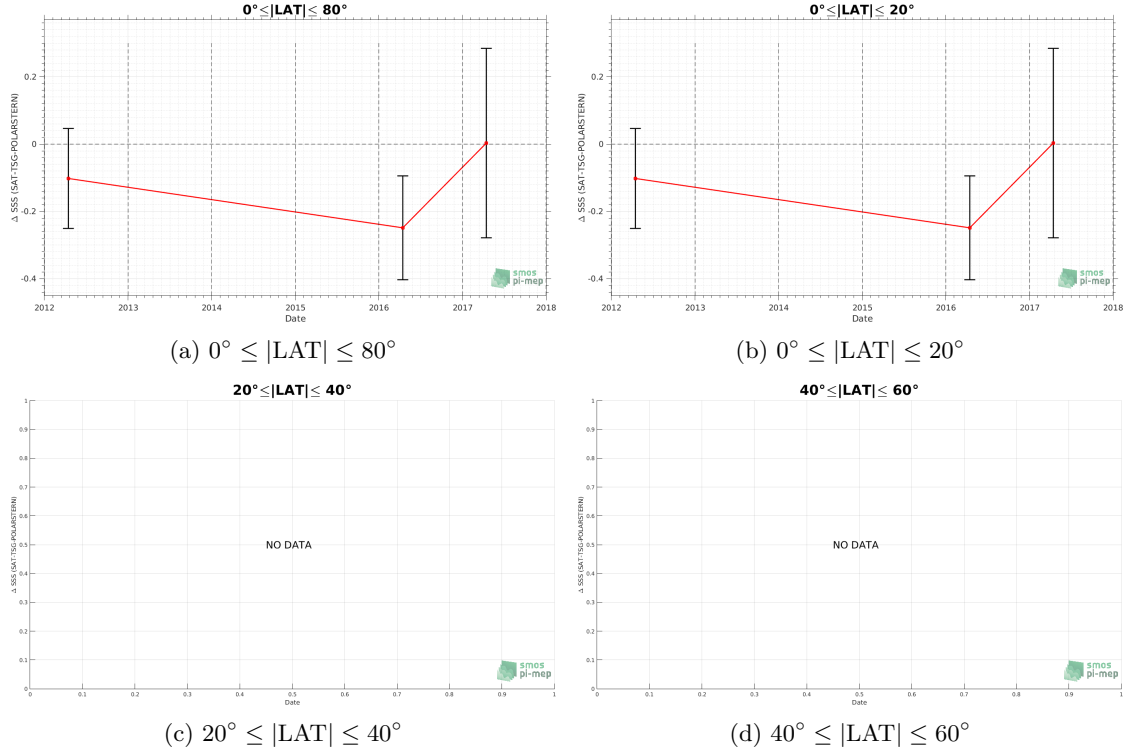 0°≤|LAT|≤ 80°
Δ SSS (SAT-TSG-POLARSTERN)
0.2
0
-0.2
-0.4
2012 2013 2014 2015 2016 2017 2018
Date
smos
pi-mep
(a) 0° ≤ |LAT| ≤ 80°
0°≤|LAT|≤ 20°
Δ SSS (SAT-TSG-POLARSTERN)
0.2
0
-0.2
-0.4
2012 2013 2014 2015 2016 2017 2018
Date
smos
pi-mep
(b) 0° ≤ |LAT| ≤ 20°
20°≤|LAT|≤ 40°
Δ SSS (SAT-TSG-POLARSTERN)
1
0.9
0.8
0.7
0.6
0.5
0.4
0.3
0.2
0.1
0
NO DATA
0 0.1 0.2 0.3 0.4 0.5 0.6 0.7 0.8 0.9 1
Date
smos
pi-mep
(c) 20° ≤ |LAT| ≤ 40°
40°≤|LAT|≤ 60°
Δ SSS (SAT-TSG-POLARSTERN)
1
0.9
0.8
0.7
0.6
0.5
0.4
0.3
0.2
0.1
0
NO DATA
0 0.1 0.2 0.3 0.4 0.5 0.6 0.7 0.8 0.9 1
Date
smos
pi-mep
(d) 40° ≤ |LAT| ≤ 60°